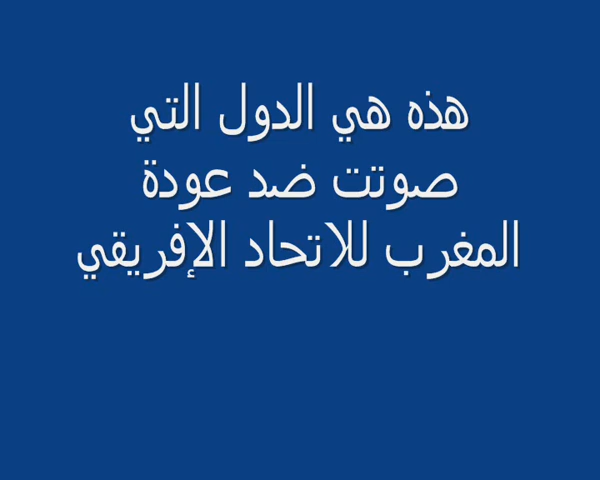 هذه هي الدول التي
صوتت ضد عودة
المغرب للاتحاد الإفريقي